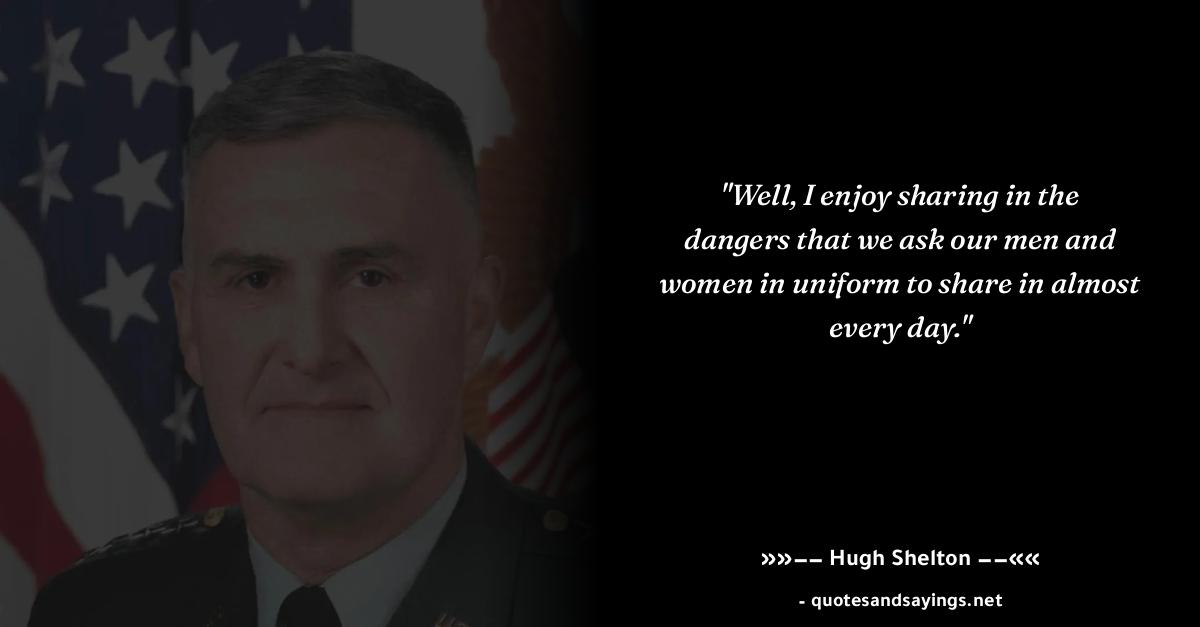 "Well, I enjoy sharing in the
dangers that we ask our men and
women in uniform to share in almost
every day."
»»–– Hugh Shelton ––««
- quotesandsayings.net